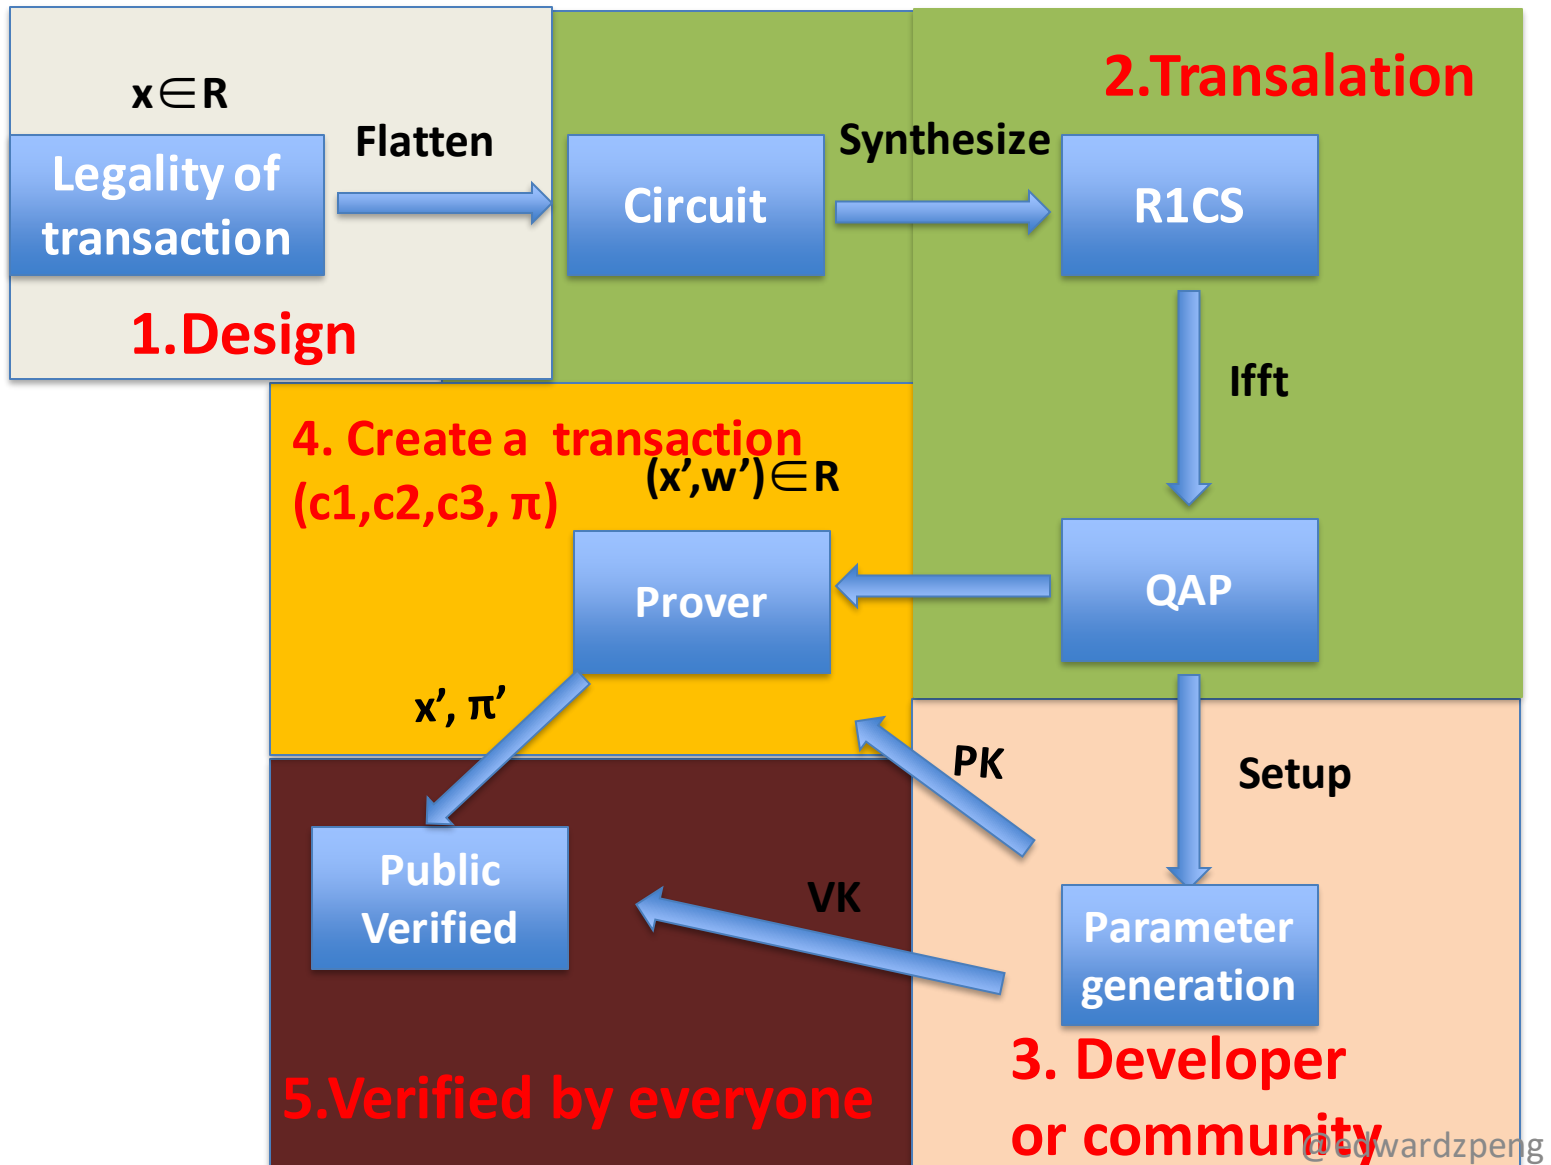 x∈R
Legality of
transaction
Flatten
1.Design
Circuit
Synthesize
2.Transalation
R1CS
Ifft
QAP
4. Create a transaction
(c1,c2,c3, π)
(x’,w’)∈R
Prover
x’, π’
PK
Setup
VK
Public
Verified
Parameter
generation
5.Verified by everyone
3. Developer
or community
@edwardzpeng